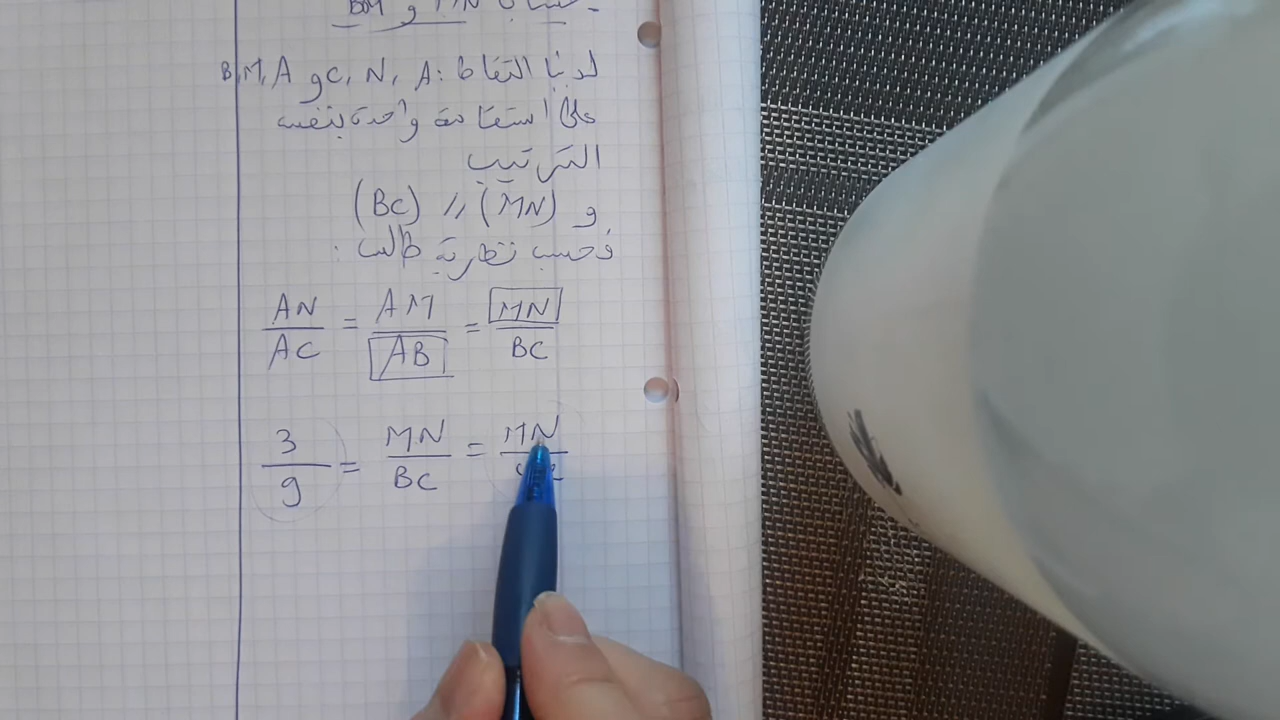 حساب MN و BM
لدينا النقاط: A, N, C و A, M, B
على استقامة واحدة بنفس
الترتيب
و (MN) // (BC)
فحسب نظرية طالس :
AN/AC = AM/AB = MN/BC
3/9 = MN/BC = MN